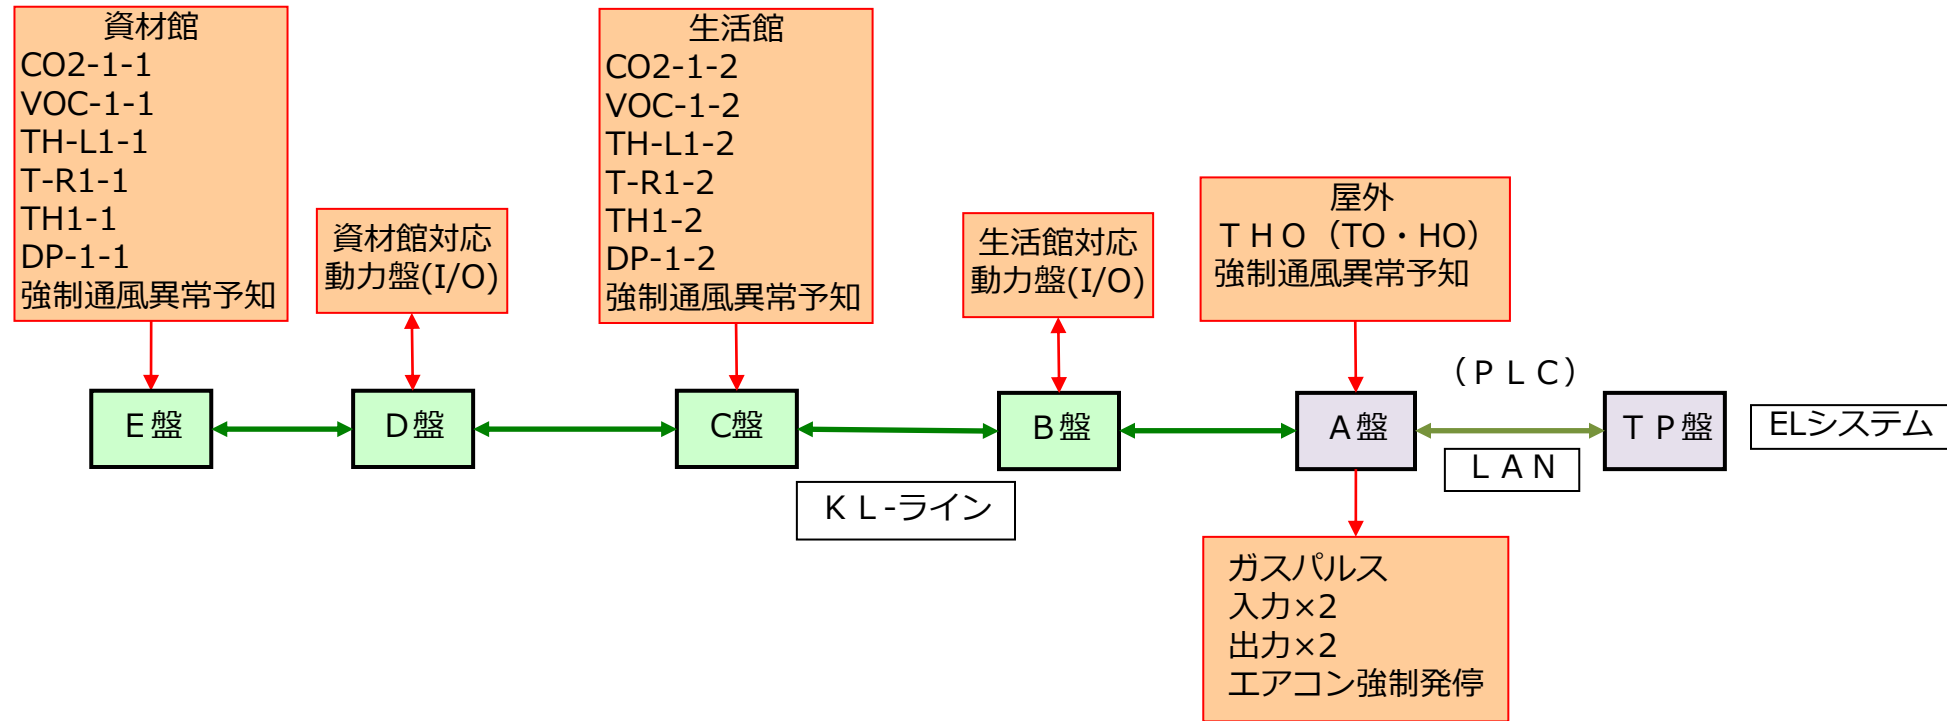 資材館
CO2-1-1
VOC-1-1
TH-L1-1
T-R1-1
TH1-1
DP-1-1
強制通風異常予知
資材館対応
動力盤(I/O)
生活館
CO2-1-2
VOC-1-2
TH-L1-2
T-R1-2
TH1-2
DP-1-2
強制通風異常予知
生活館対応
動力盤(I/O)
屋外
ＴＨＯ（TO・HO）
強制通風異常予知
（ＰＬＣ）
Ｅ盤
Ｄ盤
C盤
Ｂ盤
Ａ盤
ＴＰ盤
ELシステム
ＬＡＮ
ＫＬ-ライン
ガスパルス
入力×2
出力×2
エアコン強制発停